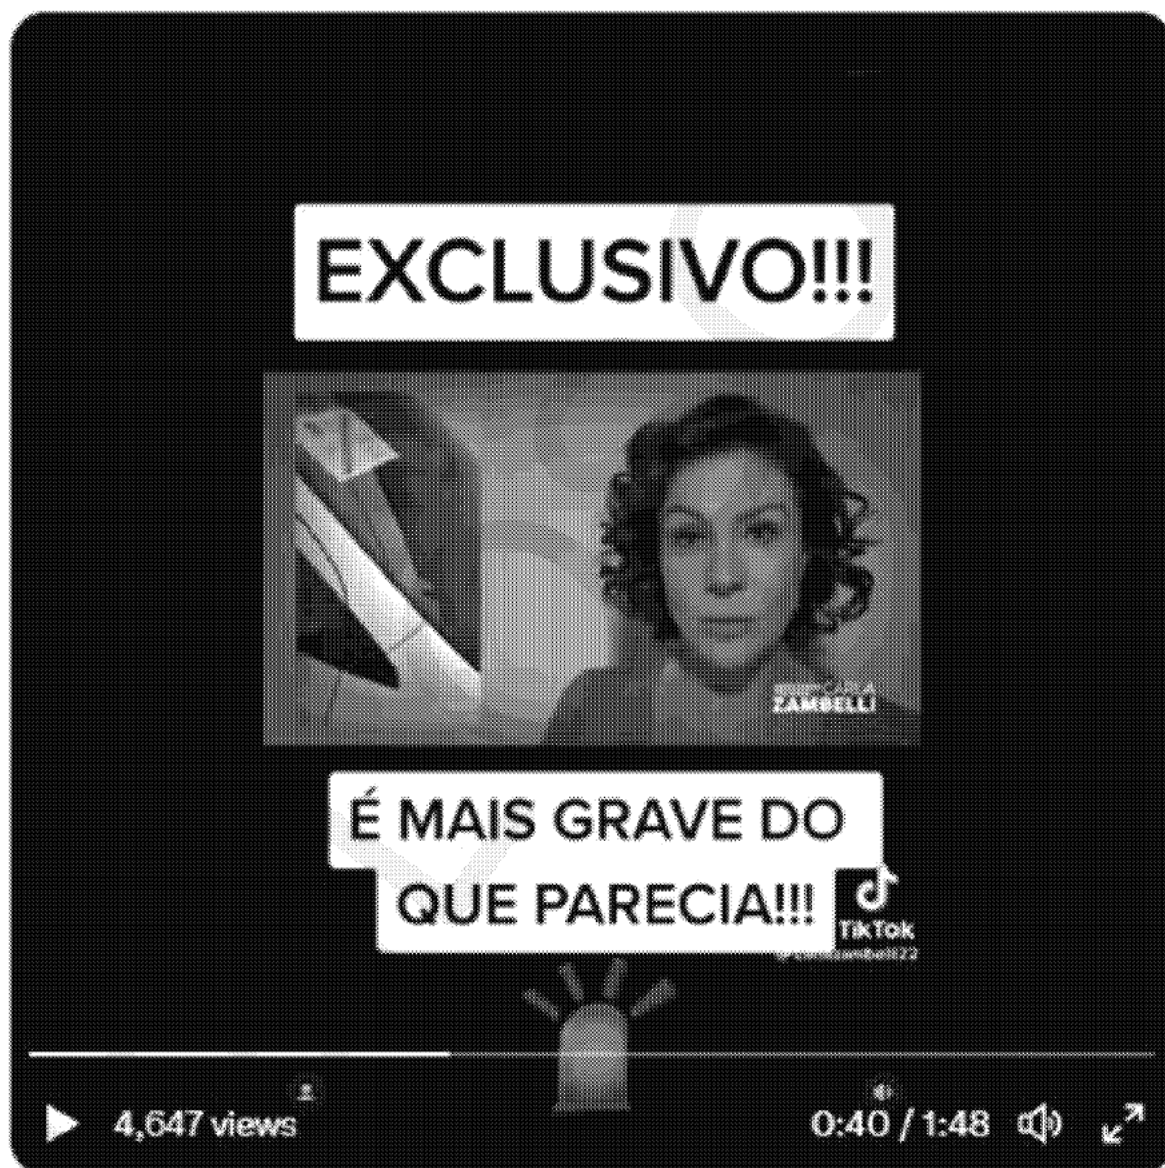 EXCLUSIVO!!!
ZAMBELLI
É MAIS GRAVE DO
QUE PARECIA!!!
TikTok
4,647 views
0:40 / 1:48